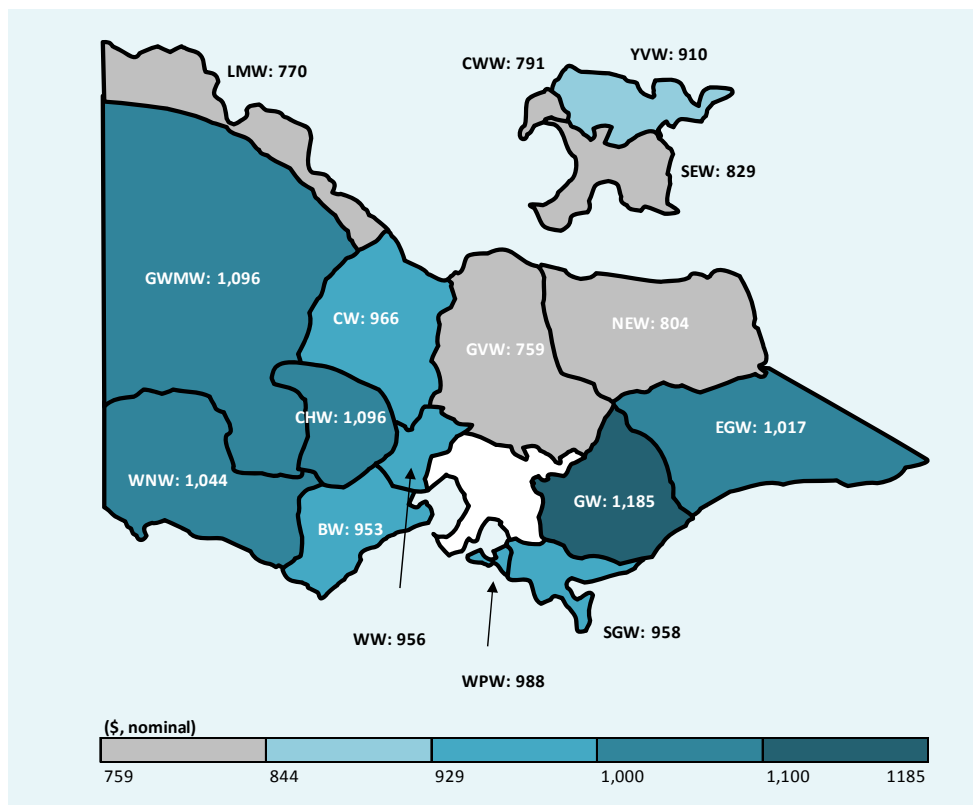 LMW: 770
CWW: 791
YVW: 910
SEW: 829
GWMW: 1,096
CW: 966
GVW: 759
NEW: 804
CHW: 1,096
EGW: 1,017
WNW: 1,044
GW: 1,185
BW: 953
WW: 956
SGW: 958
WPW: 988
($, nominal)
759 844 929 1,000 1,100 1185